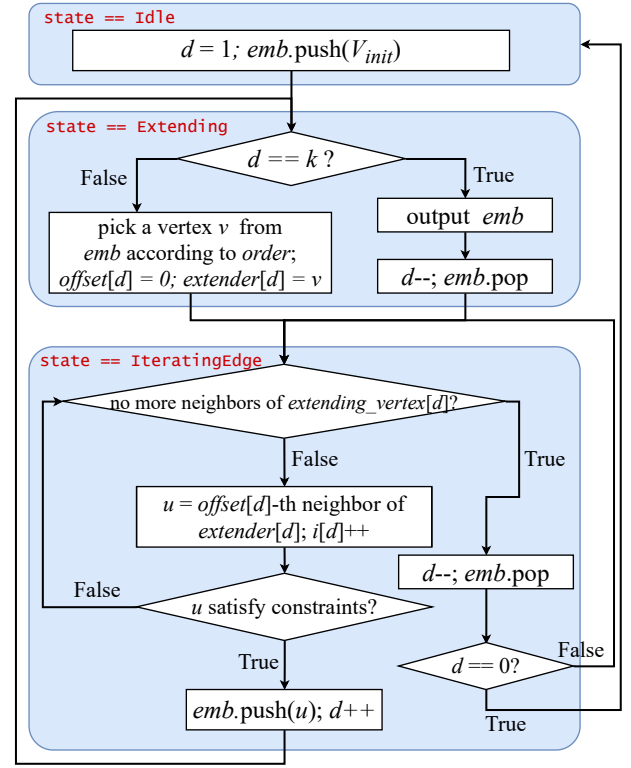 state == Idle
d = 1; emb.push(V_init)
state == Extending
d == k ?
False
True
pick a vertex v from
emb according to order;
offset[d] = 0; extender[d] = v
output emb
d--; emb.pop
state == IteratingEdge
no more neighbors of extending_vertex[d]?
False
True
u = offset[d]-th neighbor of
extender[d]; i[d]++
d--; emb.pop
False
u satisfy constraints?
True
d == 0?
False
True
emb.push(u); d++